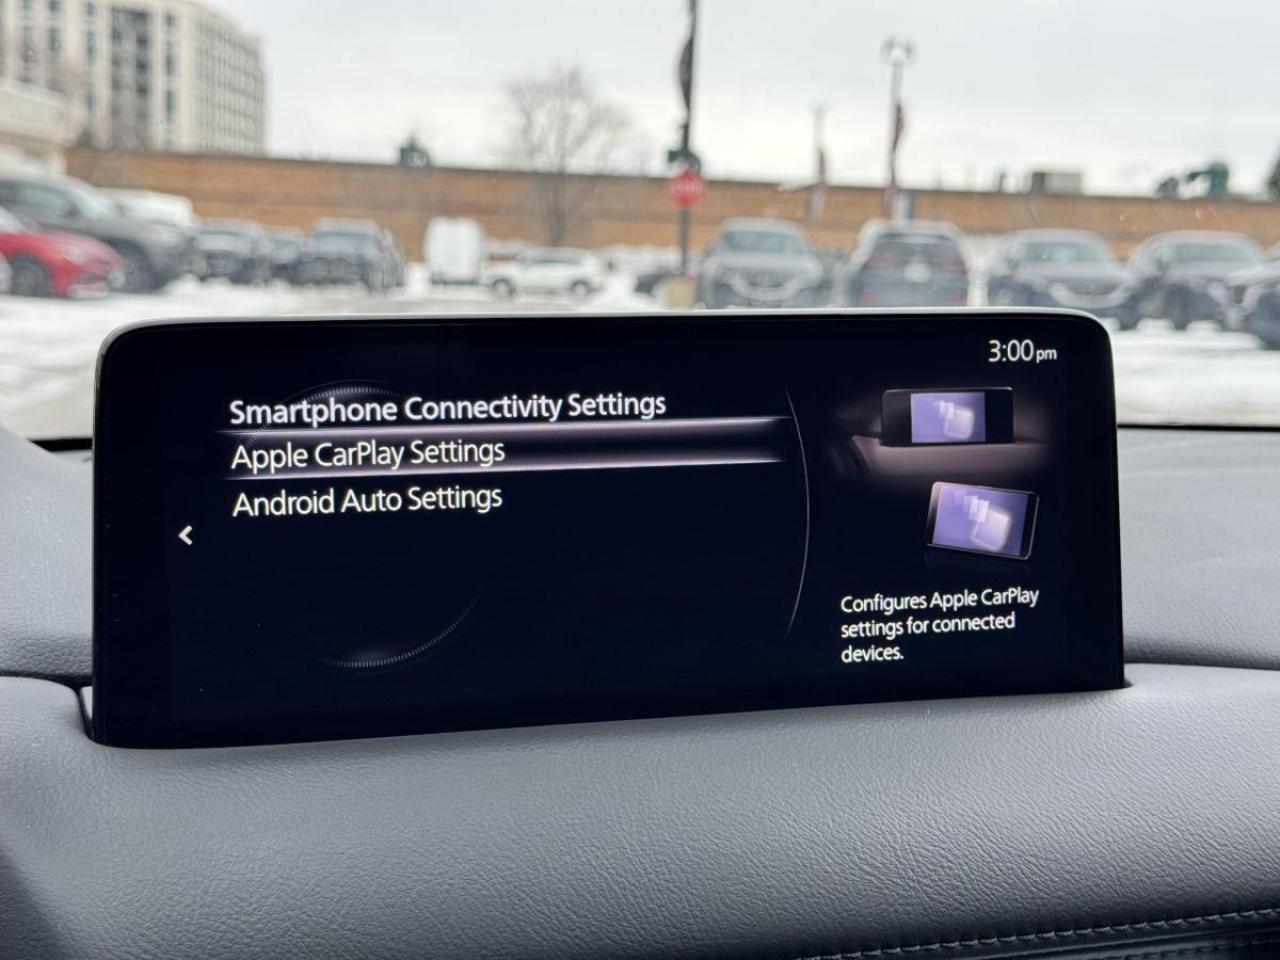 3:00pm
Smartphone Connectivity Settings
Apple CarPlay Settings
Android Auto Settings
Configures Apple CarPlay
settings for connected
devices.